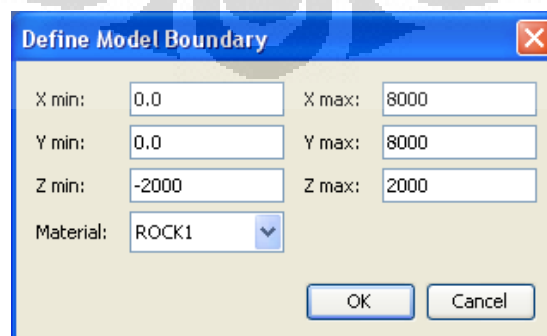 Define Model Boundary
X min: 0.0 X max: 8000
Y min: 0.0 Y max: 8000
Z min: -2000 Z max: 2000
Material: ROCK1
OK Cancel